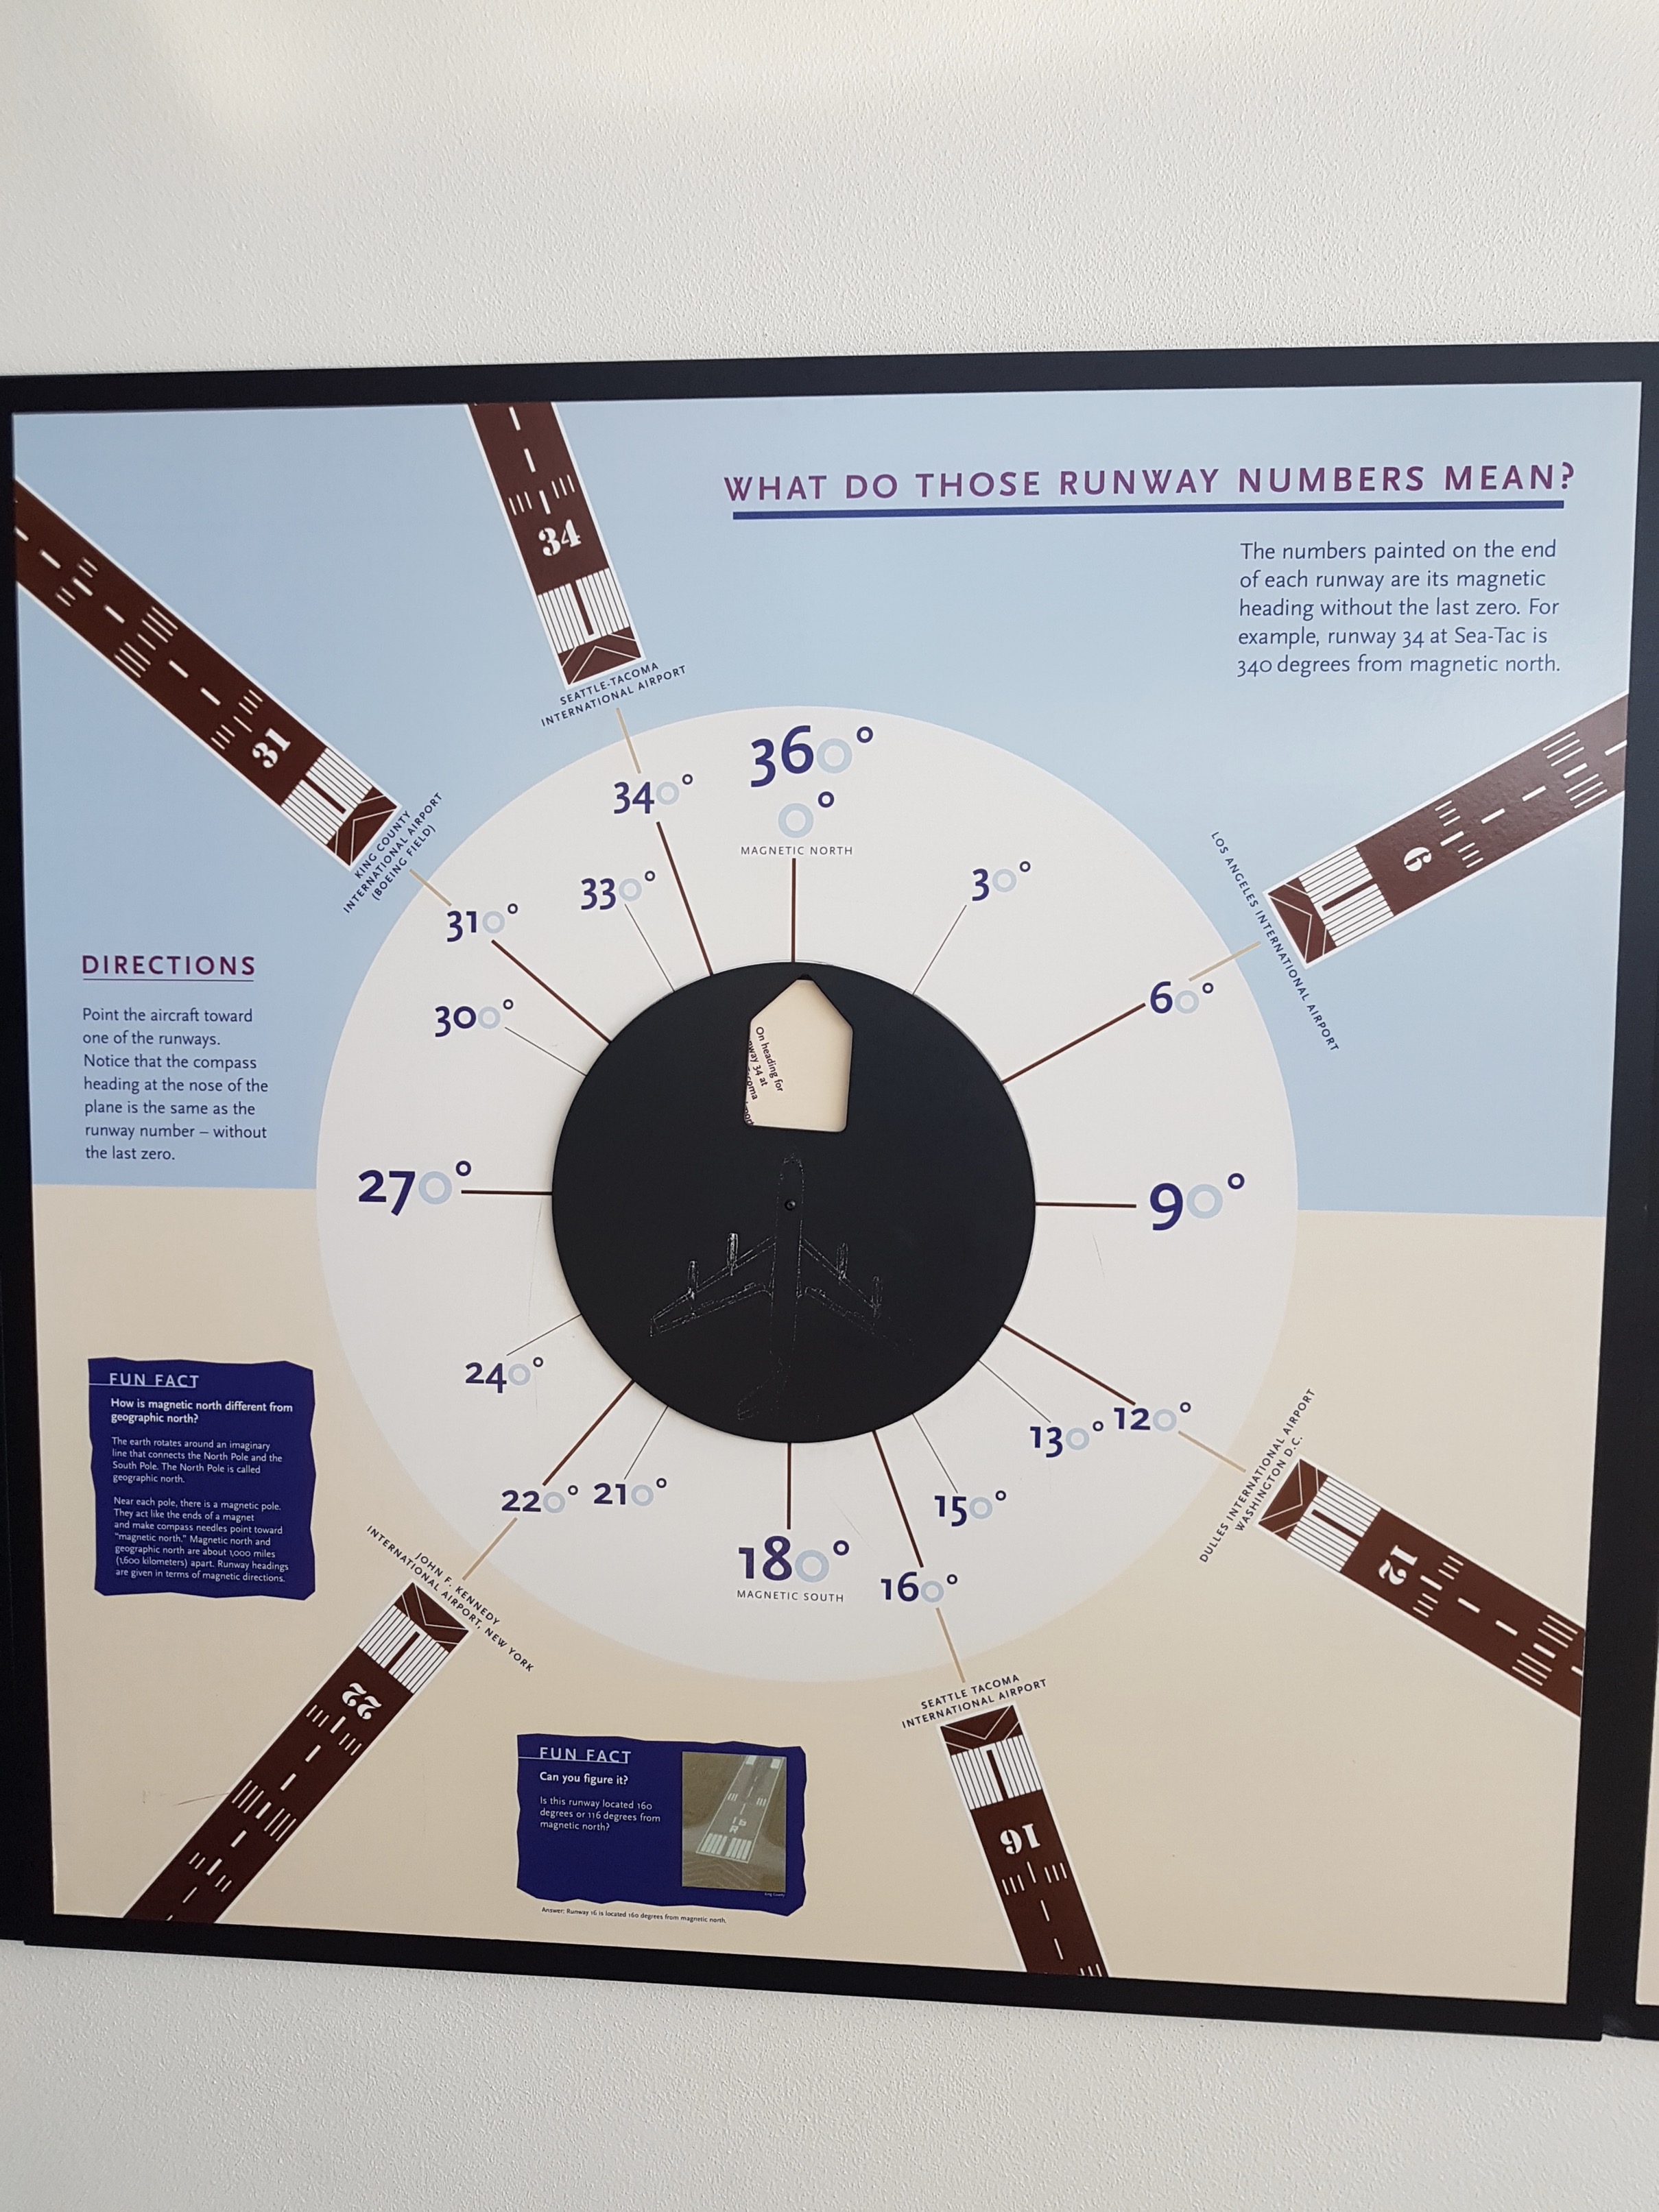 WHAT DO THOSE RUNWAY NUMBERS MEAN?
The numbers painted on the end
of each runway are its magnetic
heading without the last zero. For
example, runway 34 at Sea-Tac is
340 degrees from magnetic north.
34
SEATTLE-TACOMA
INTERNATIONAL AIRPORT
31
KING COUNTY
INTERNATIONAL AIRPORT
(BOEING FIELD)
6
LOS ANGELES INTERNATIONAL AIRPORT
360°
0°
MAGNETIC NORTH
340°
330°
30°
310°
300°
60°
270°
90°
On heading for
34 at
DIRECTIONS
Point the aircraft toward
one of the runways.
Notice that the compass
heading at the nose of the
plane is the same as the
runway number – without
the last zero.
240°
120°
130°
220°
210°
150°
180°
MAGNETIC SOUTH
160°
DULLES INTERNATIONAL AIRPORT
WASHINGTON D.C.
12
FUN FACT
How is magnetic north different from
geographic north?
The earth rotates around an imaginary
line that connects the North Pole and the
South Pole. The North Pole is called
geographic north.
Near each pole, there is a magnetic pole.
They act like the ends of a magnet
and make compass needles point toward
"magnetic north." Magnetic north and
geographic north are about 1,000 miles
(1,600 kilometers) apart. Runway headings
are given in terms of magnetic directions.
JOHN F. KENNEDY
INTERNATIONAL AIRPORT, NEW YORK
22
SEATTLE TACOMA
INTERNATIONAL AIRPORT
16
FUN FACT
Can you figure it?
Is this runway located 160
degrees or 116 degrees from
magnetic north?
16
R
King County
Answer: Runway 16 is located 160 degrees from magnetic north.